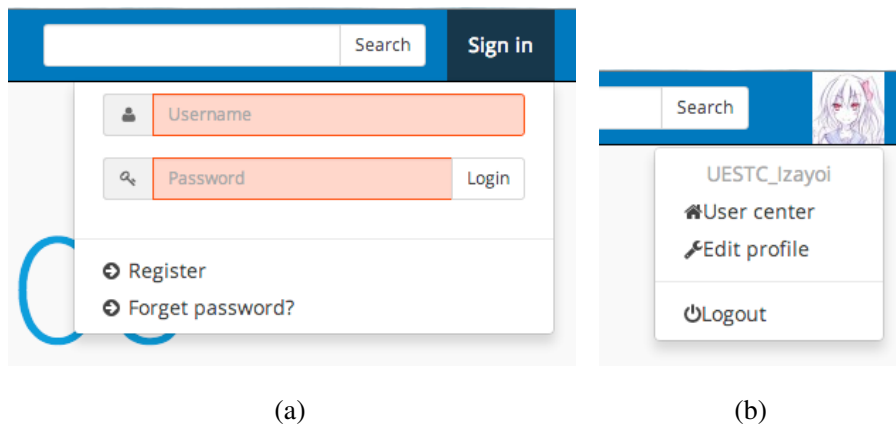 Search Sign in
Username
Password Login
Register
Forget password?
(a)
Search
UESTC_Izayoi
User center
Edit profile
Logout
(b)